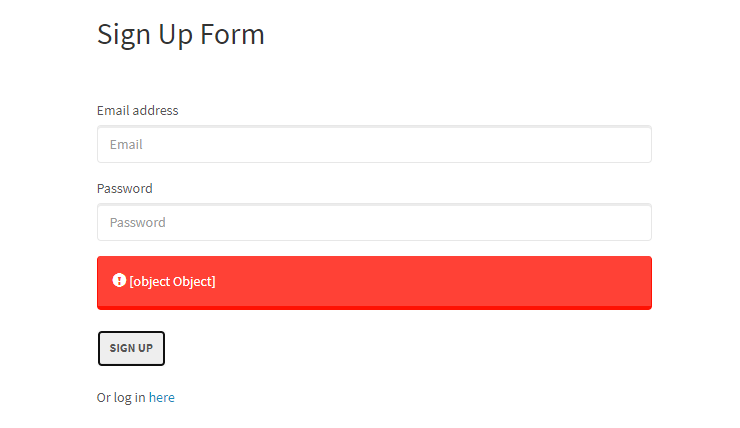 Sign Up Form
Email address
Email
Password
Password
[object Object]
SIGN UP
Or log in here